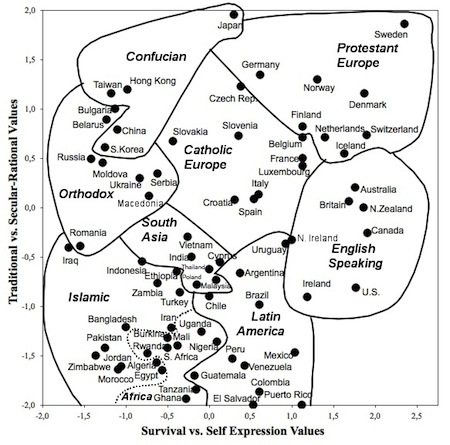 2,0
Japan
Sweden
Confucian
Protestant
Europe
1,5
Germany
Taiwan
Hong Kong
Czech Rep
Norway
Denmark
1,0
Bulgaria
Belarus
China
Slovakia
Slovenia
Finland
Netherlands
Switzerland
Belgium
S.Korea
Catholic
Europe
Iceland
0,5
Russia
Moldova
France
Luxembourg
Ukraine
Serbia
Italy
Australia
Orthodox
Macedonia
Croatia
Spain
Britain
N.Zealand
0,0
South
Asia
Canada
Romania
Vietnam
N. Ireland
Uruguay
English
Speaking
Iraq
India
Cyprus
-0,5
Indonesia
Thailand
Ethiopia
Poland
Argentina
Zambia
Malaysia
Ireland
U.S.
Islamic
Turkey
Chile
Brazil
-1,0
Latin
America
Bangladesh
Iran
Uganda
Pakistan
Burkina
Mali
Rwanda
Nigeria
Peru
Mexico
-1,5
Jordan
S. Africa
Zimbabwe
Algeria
Venezuela
Morocco
Egypt
Guatemala
Colombia
Africa
Tanzania
Ghana
El Salvador
Puerto Rico
-2,0
-2,0 -1,5 -1,0 -0,5 0,0 0,5 1,0 1,5 2,0 2,5
Survival vs. Self Expression Values
Traditional vs. Secular-Rational Values